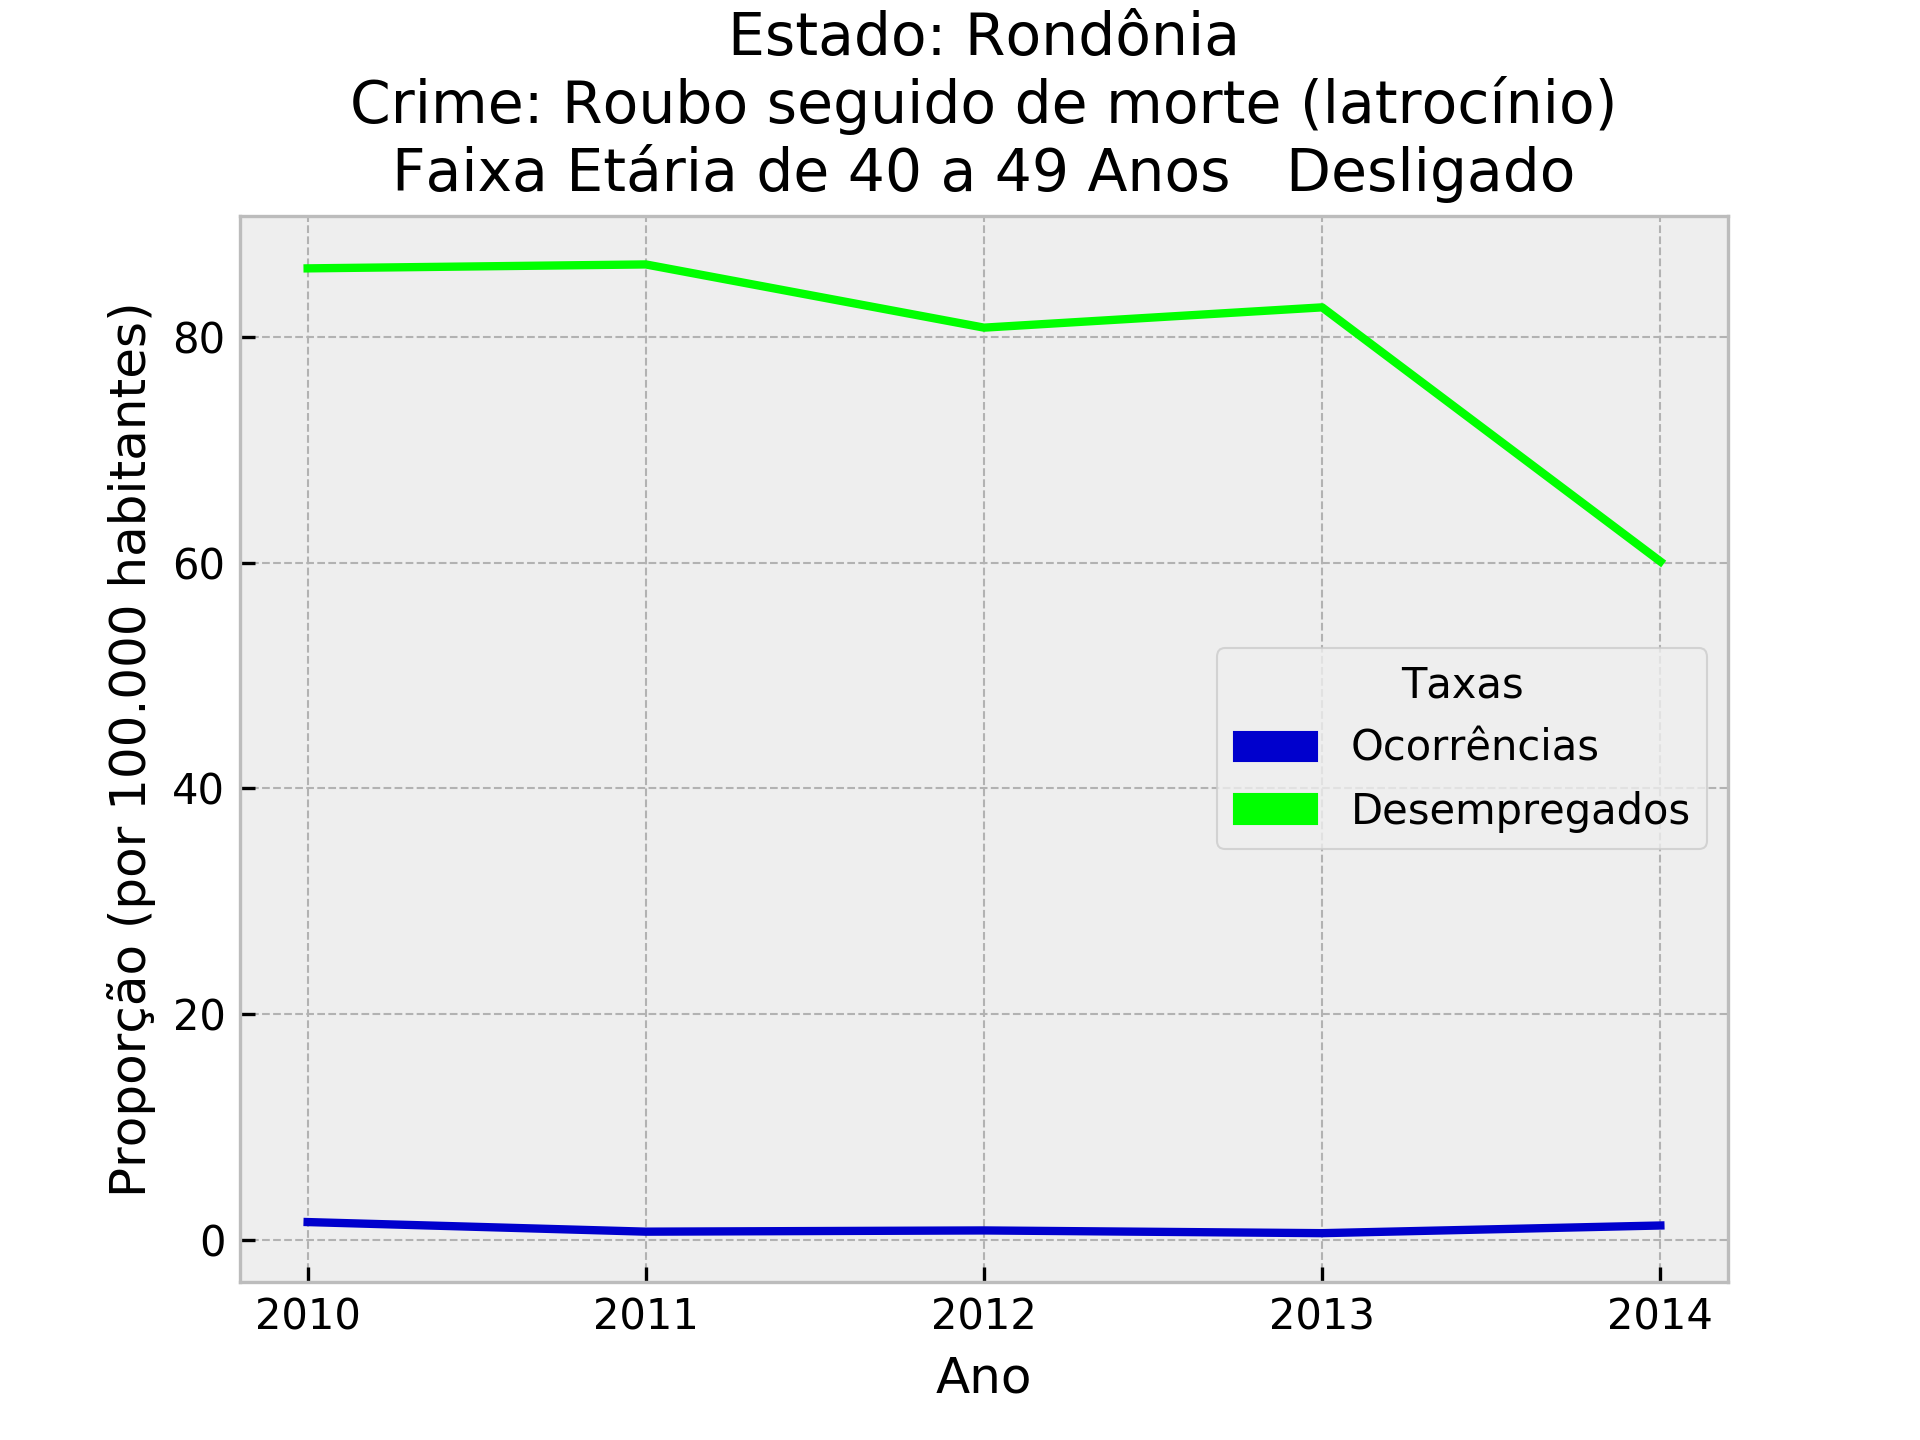 Estado: Rondônia
Crime: Roubo seguido de morte (latrocínio)
Faixa Etária de 40 a 49 Anos   Desligado
Proporção (por 100.000 habitantes)
80
60
40
20
0
Taxas
Ocorrências
Desempregados
2010 2011 2012 2013 2014
Ano